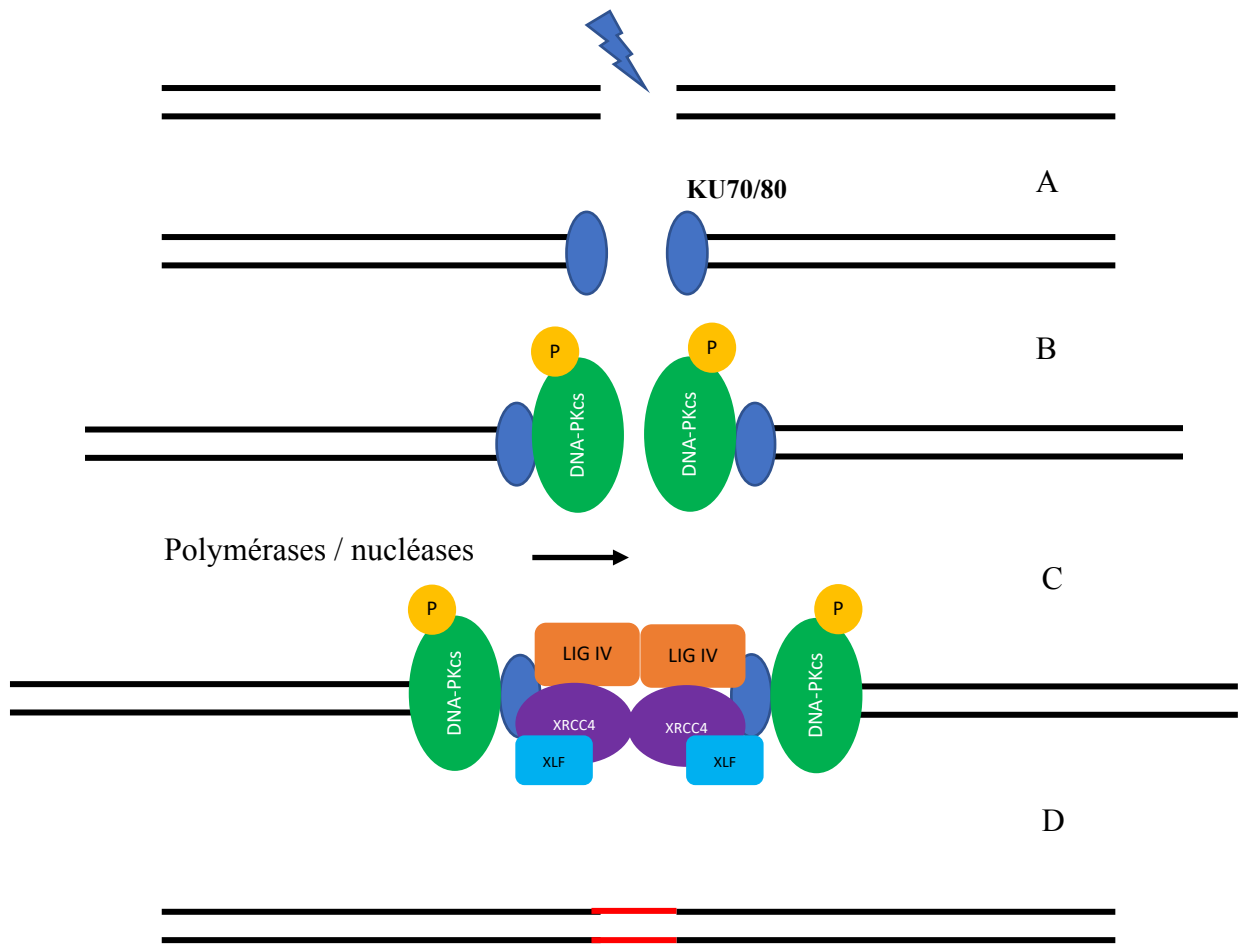 A
KU70/80
B
P
P
DNA-PKcs
DNA-PKcs
Polymérases / nucléases
C
P
P
LIG IV
LIG IV
DNA-PKcs
DNA-PKcs
XRCC4
XRCC4
XLF
XLF
D